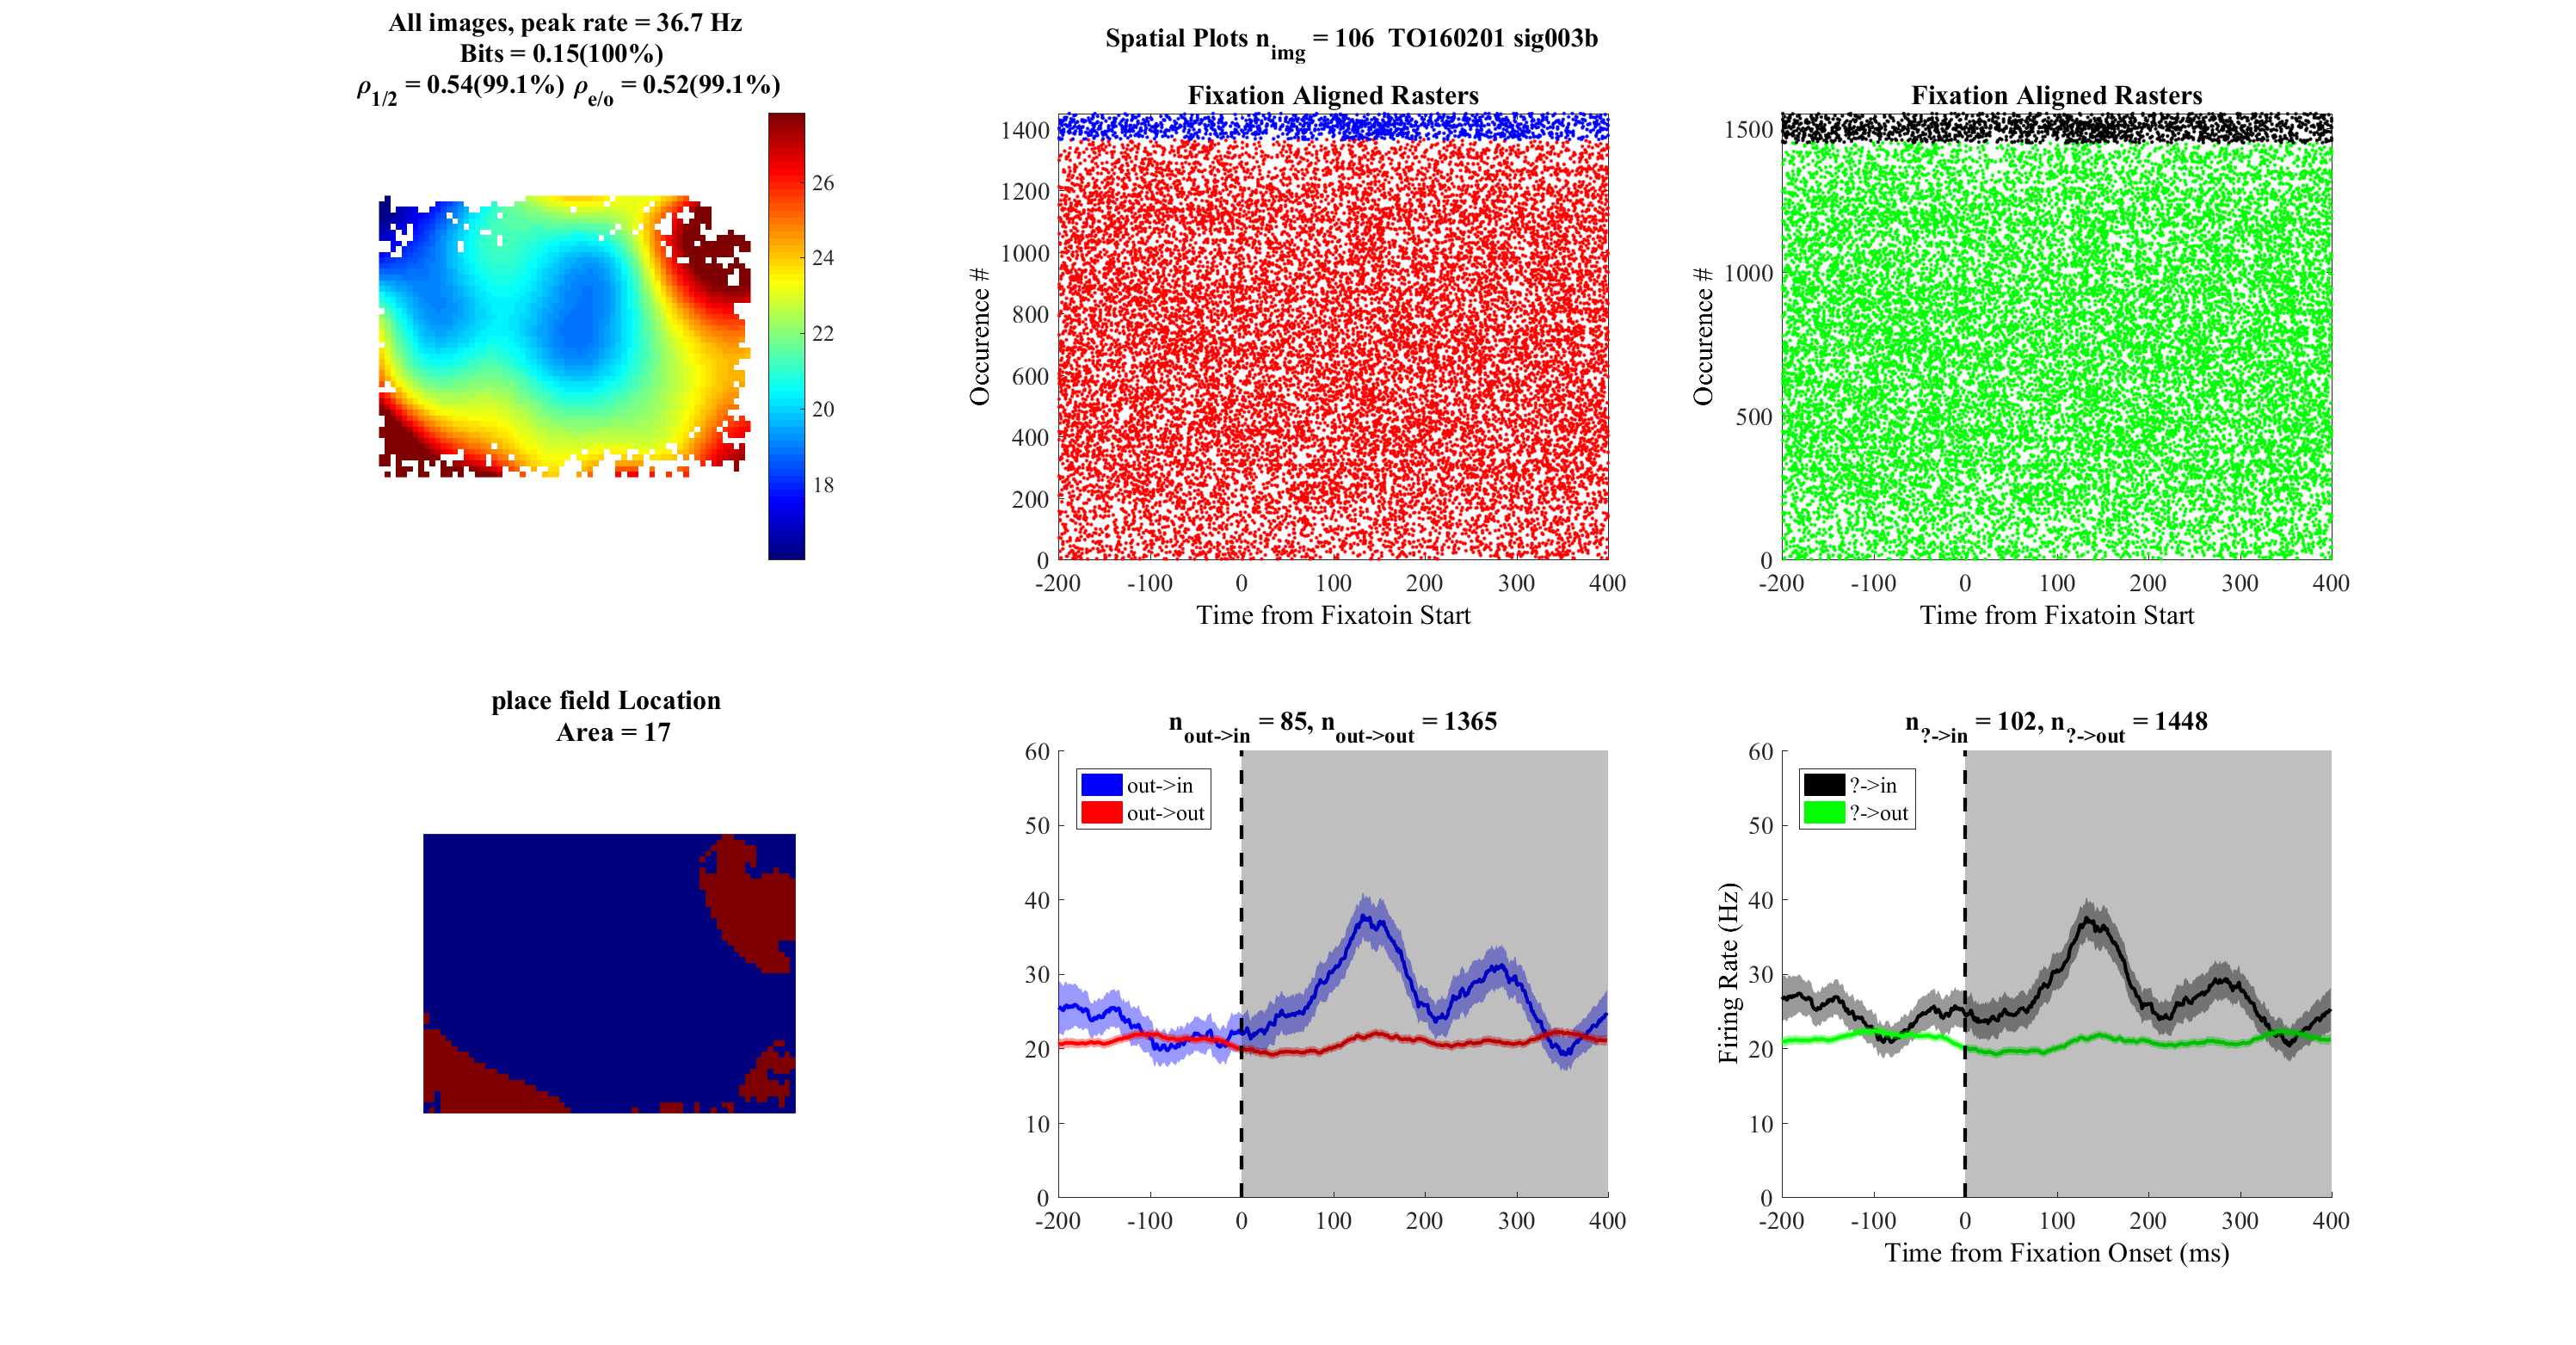 All images, peak rate = 36.7 Hz
Bits = 0.15(100%)
ρ1/2 = 0.54(99.1%) ρe/o = 0.52(99.1%)
26
24
22
20
18
Spatial Plots nimg = 106 TO160201 sig003b
Fixation Aligned Rasters
Occurence #
1400
1200
1000
800
600
400
200
0
-200 -100 0 100 200 300 400
Time from Fixatoin Start
Fixation Aligned Rasters
Occurence #
1500
1000
500
0
-200 -100 0 100 200 300 400
Time from Fixatoin Start
place field Location
Area = 17
nout->in = 85, nout->out = 1365
60
50
40
30
20
10
0
out->in
out->out
-200 -100 0 100 200 300 400
n?->in = 102, n?->out = 1448
Firing Rate (Hz)
60
50
40
30
20
10
0
?->in
?->out
-200 -100 0 100 200 300 400
Time from Fixation Onset (ms)